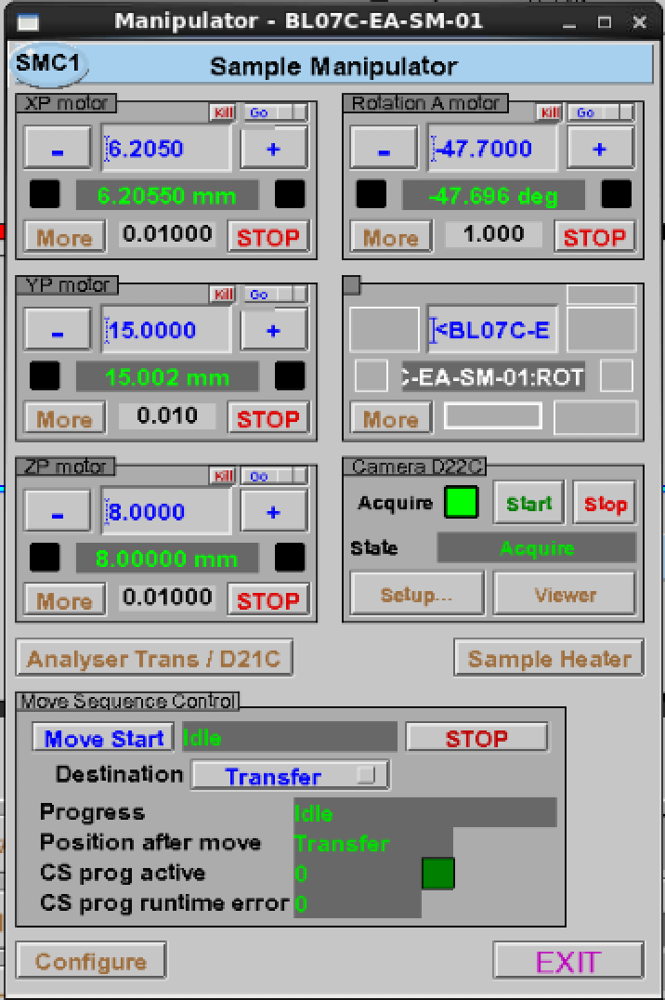 Manipulator - BL07C-EA-SM-01
SMC1
Sample Manipulator
XP motor
Kill Go
- 6.2050 +
6.20550 mm
More 0.01000 STOP
Rotation A motor
Kill Go
- -47.7000 +
-47.696 deg
More 1.000 STOP
YP motor
Kill Go
- 15.0000 +
15.002 mm
More 0.010 STOP
<BL07C-E
C-EA-SM-01:ROT
More
ZP motor
Kill Go
- 8.0000 +
8.00000 mm
More 0.01000 STOP
Camera D22C
Acquire Start Stop
State Acquire
Setup... Viewer
Analyser Trans / D21C Sample Heater
Move Sequence Control
Move Start Idle STOP
Destination Transfer
Progress Idle
Position after move Transfer
CS prog active 0
CS prog runtime error 0
Configure EXIT